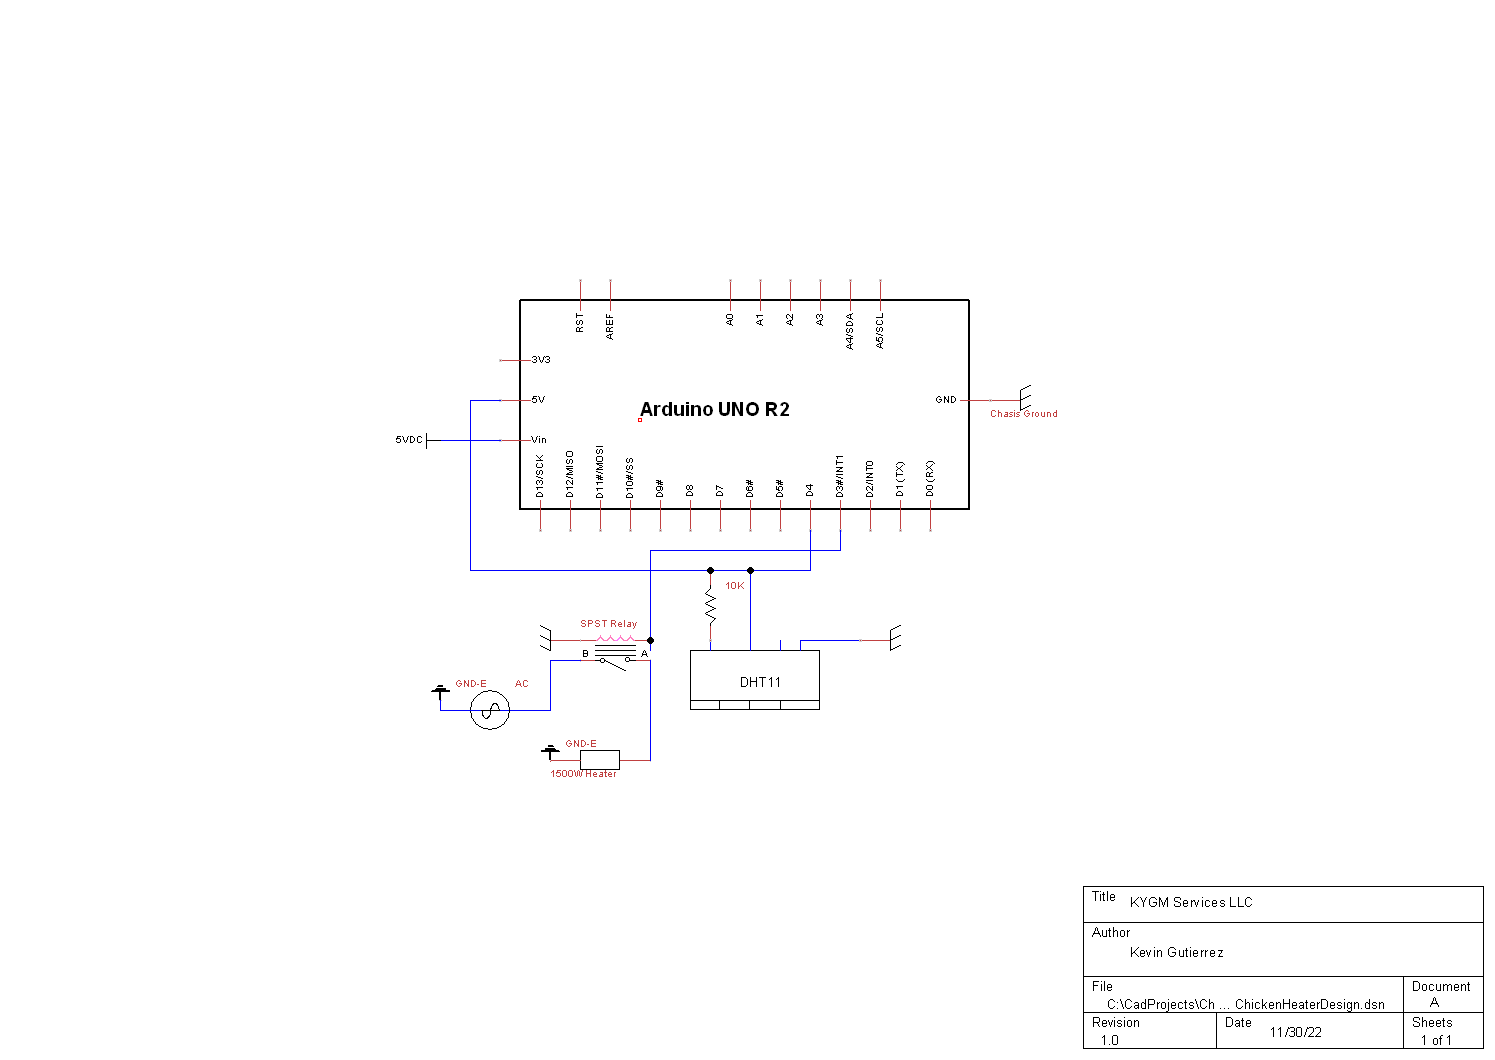 RST
AREF
A0
A1
A2
A3
A4/SDA
A5/SCL
3V3
5V
Arduino UNO R2
GND
Chasis Ground
5VDC
Vin
D13/SCK
D12/MISO
D11#/MOSI
D10#/SS
D9#
D8
D7
D6#
D5#
D4
D3#/INT1
D2/INT0
D1(TX)
D0(RX)
10K
SPST Relay
B
A
GND-E
AC
DHT11
GND-E
1500W Heater
Title
KYGM Services LLC
Author
Kevin Gutierrez
File
C:\CadProjects\Ch ... ChickenHeaterDesign.dsn
Document
A
Revision
1.0
Date
11/30/22
Sheets
1 of 1